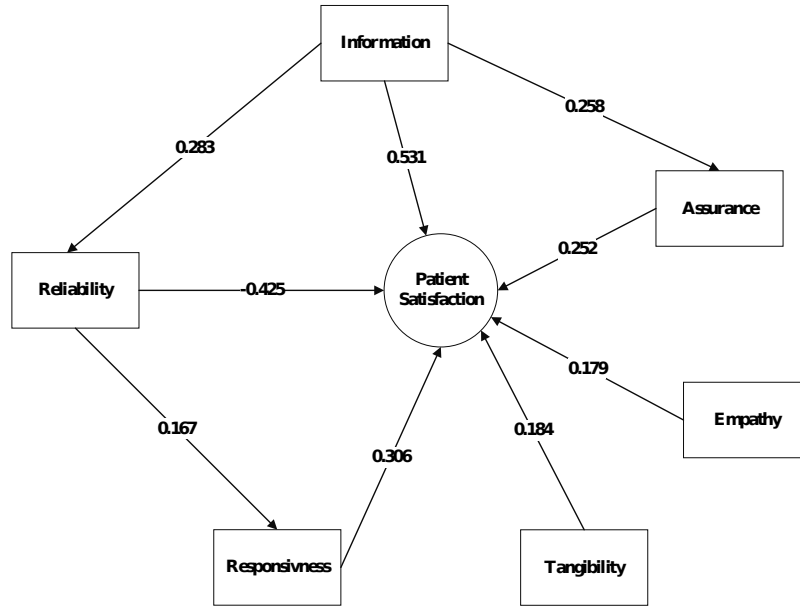 Information
0.258
0.283
0.531
Assurance
0.252
Reliability
-0.425
Patient
Satisfaction
0.179
Empathy
0.167
0.184
0.306
Responsivness
Tangibility